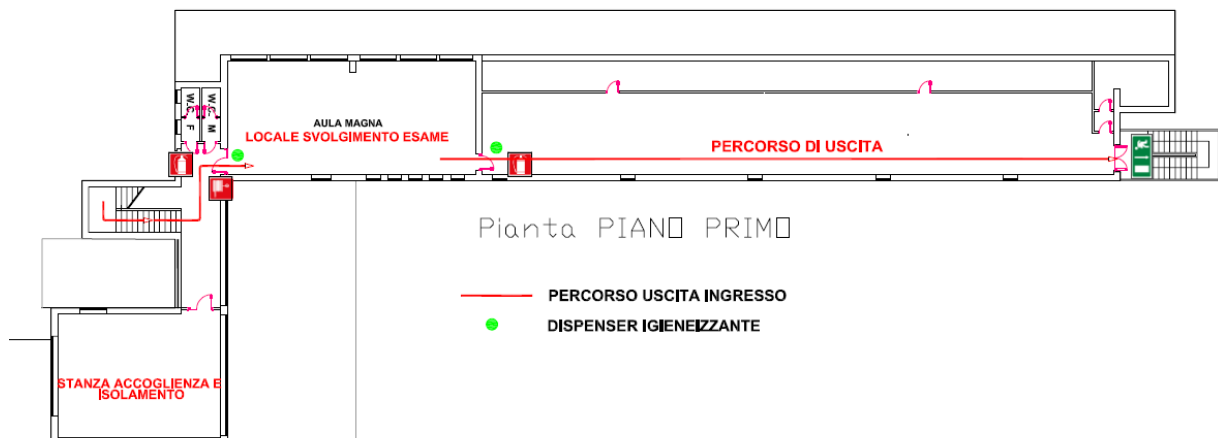 W.C. F
W.C. M
AULA MAGNA
LOCALE SVOLGIMENTO ESAME
PERCORSO DI USCITA
Pianta PIANO PRIMO
PERCORSO USCITA INGRESSO
DISPENSER IGIENEIZZANTE
STANZA ACCOGLIENZA E
ISOLAMENTO